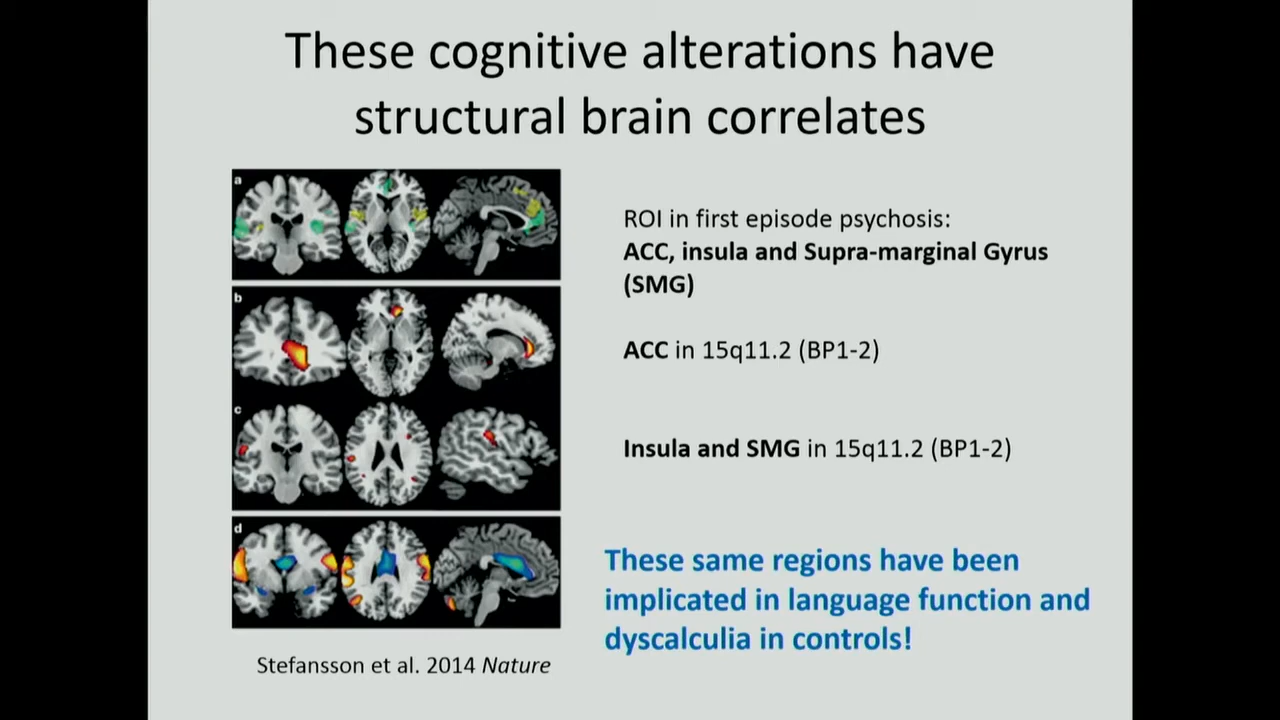 These cognitive alterations have
structural brain correlates
a
b
c
d
ROI in first episode psychosis:
ACC, insula and Supra-marginal Gyrus
(SMG)
ACC in 15q11.2 (BP1-2)
Insula and SMG in 15q11.2 (BP1-2)
These same regions have been
implicated in language function and
dyscalculia in controls!
Stefansson et al. 2014 Nature